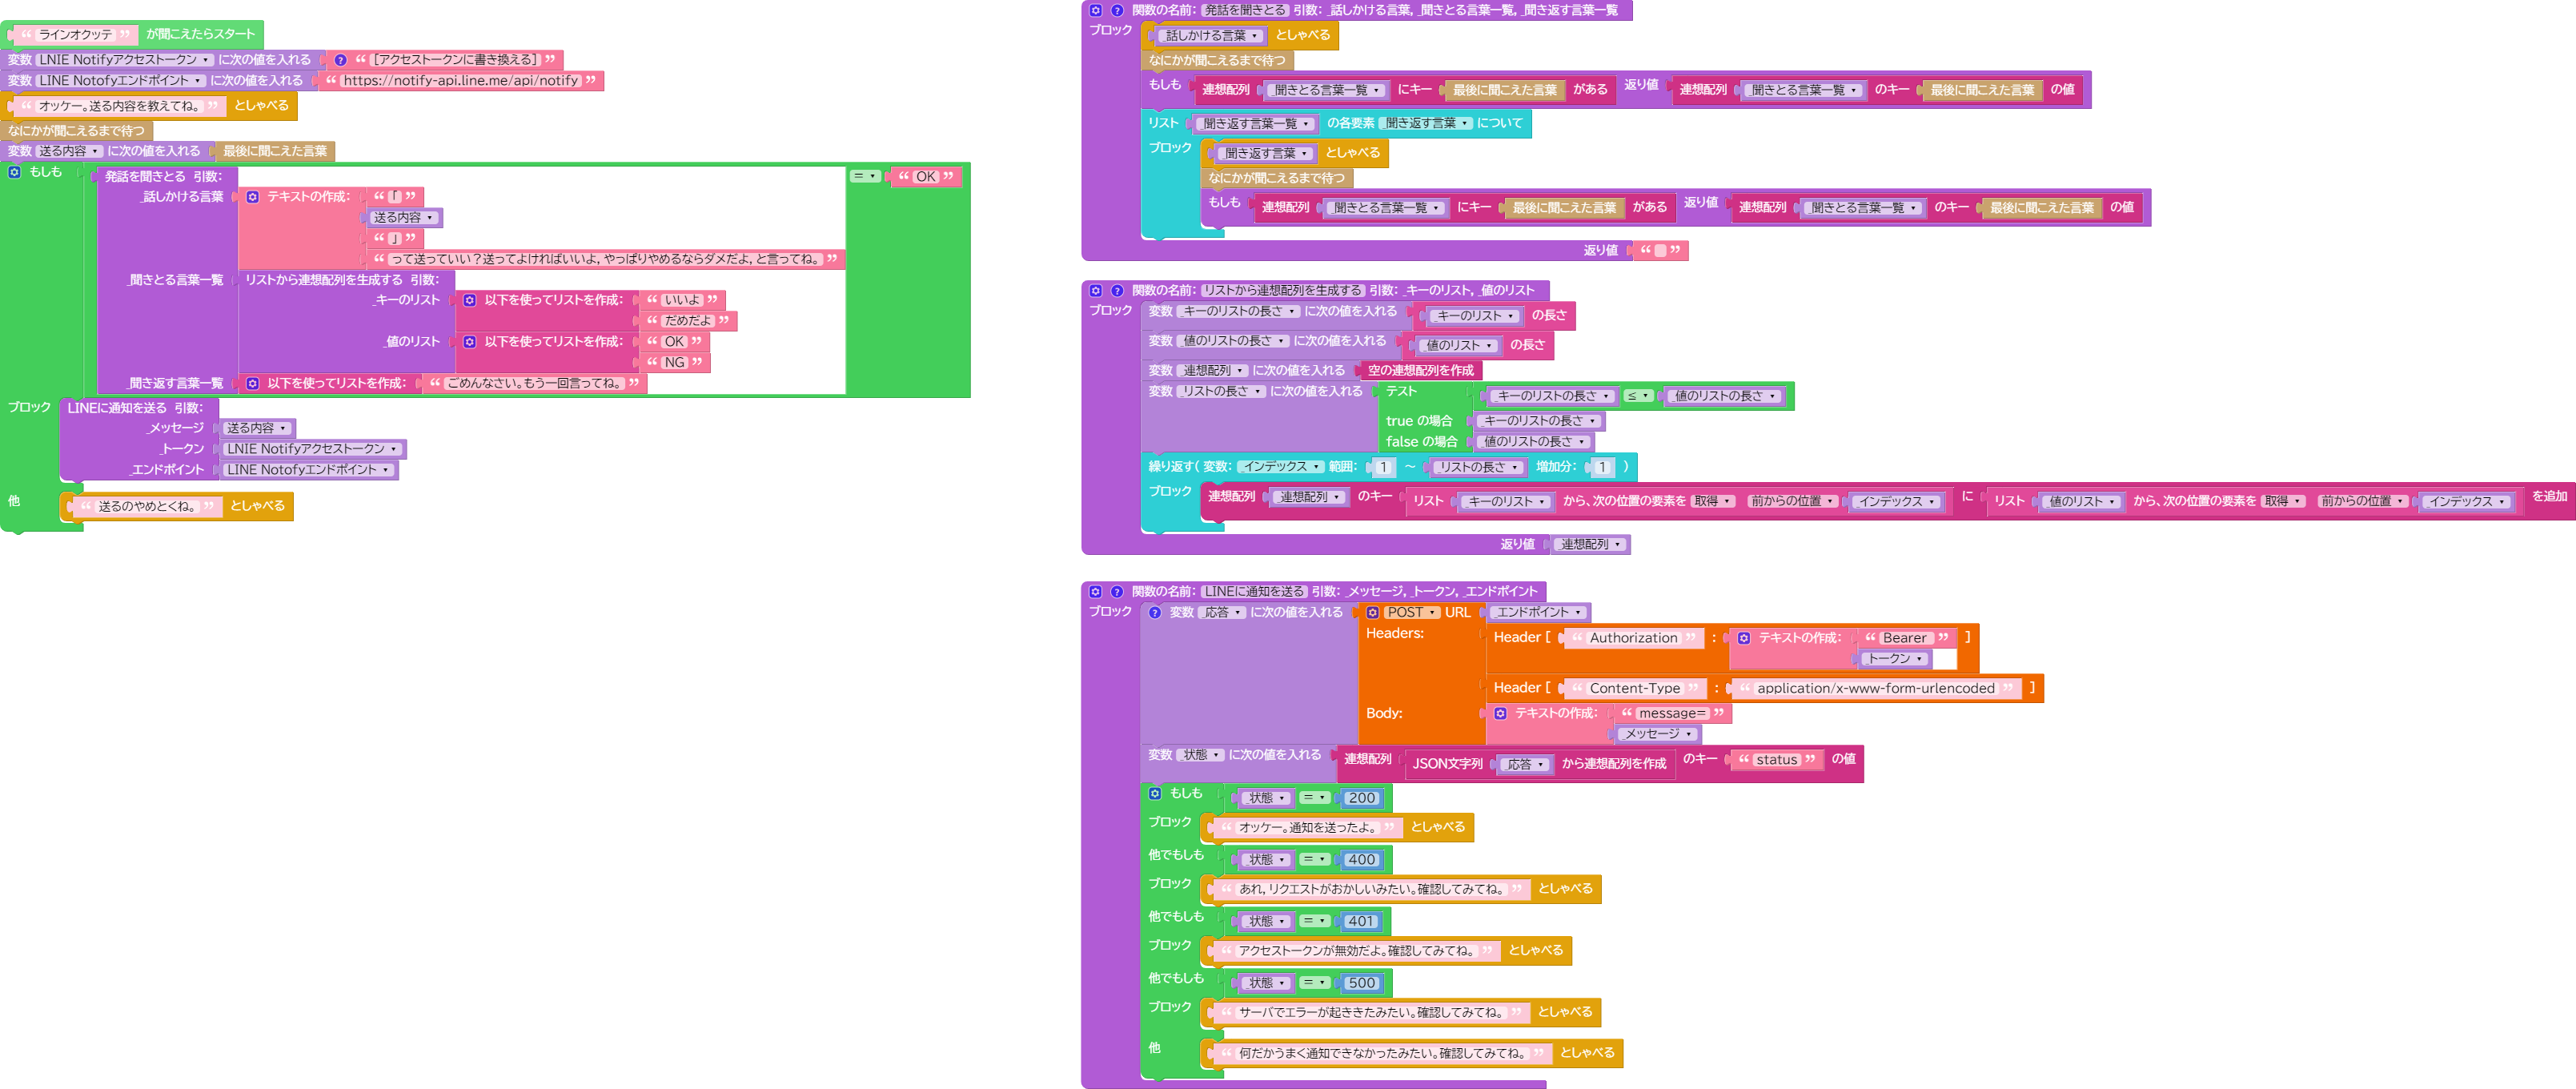 “ ラインオクッテ ” が聞こえたらスタート
変数 LNIE Notifyアクセストークン ▾ に次の値を入れる ? “ [アクセストークンに書き換える] ”
変数 LINE Notofyエンドポイント ▾ に次の値を入れる “ https://notify-api.line.me/api/notify ”
“ オッケー。送る内容を教えてね。 ” としゃべる
なにかが聞こえるまで待つ
変数 送る内容 ▾ に次の値を入れる 最後に聞こえた言葉
もしも 発話を聞きとる 引数: = ▾ “ OK ”
_話しかける言葉 テキストの作成: “ 「 ”
送る内容 ▾
“ 」 ”
“ って送っていい？送ってよければいいよ, やっぱりやめるならダメだよ, と言ってね。 ”
_聞きとる言葉一覧 リストから連想配列を生成する 引数:
_キーのリスト 以下を使ってリストを作成: “ いいよ ”
“ だめだよ ”
_値のリスト 以下を使ってリストを作成: “ OK ”
“ NG ”
_聞き返す言葉一覧 以下を使ってリストを作成: “ ごめんなさい。もう一回言ってね。 ”
ブロック LINEに通知を送る 引数:
_メッセージ 送る内容 ▾
_トークン LNIE Notifyアクセストークン ▾
_エンドポイント LINE Notofyエンドポイント ▾
他 “ 送るのやめとくね。 ” としゃべる
? 関数の名前: 発話を聞きとる 引数: _話しかける言葉, _聞きとる言葉一覧, _聞き返す言葉一覧
ブロック _話しかける言葉 ▾ としゃべる
なにかが聞こえるまで待つ
もしも 連想配列 _聞きとる言葉一覧 ▾ にキー 最後に聞こえた言葉 がある 返り値 連想配列 _聞きとる言葉一覧 ▾ のキー 最後に聞こえた言葉 の値
リスト _聞き返す言葉一覧 ▾ の各要素 _聞き返す言葉 ▾ について
ブロック _聞き返す言葉 ▾ としゃべる
なにかが聞こえるまで待つ
もしも 連想配列 _聞きとる言葉一覧 ▾ にキー 最後に聞こえた言葉 がある 返り値 連想配列 _聞きとる言葉一覧 ▾ のキー 最後に聞こえた言葉 の値
返り値 “ ”
? 関数の名前: リストから連想配列を生成する 引数: _キーのリスト, _値のリスト
ブロック 変数 _キーのリストの長さ ▾ に次の値を入れる _キーのリスト ▾ の長さ
変数 _値のリストの長さ ▾ に次の値を入れる _値のリスト ▾ の長さ
変数 _連想配列 ▾ に次の値を入れる 空の連想配列を作成
変数 _リストの長さ ▾ に次の値を入れる テスト _キーのリストの長さ ▾ ≤ ▾ _値のリストの長さ ▾
true の場合 _キーのリストの長さ ▾
false の場合 _値のリストの長さ ▾
繰り返す( 変数: _インデックス ▾ 範囲: 1 ～ _リストの長さ ▾ 増加分: 1 )
ブロック 連想配列 _連想配列 ▾ のキー リスト _キーのリスト ▾ から、次の位置の要素を 取得 ▾ 前からの位置 ▾ _インデックス ▾ に リスト _値のリスト ▾ から、次の位置の要素を 取得 ▾ 前からの位置 ▾ _インデックス ▾ を追加
返り値 _連想配列 ▾
? 関数の名前: LINEに通知を送る 引数: _メッセージ, _トークン, _エンドポイント
ブロック ? 変数 _応答 ▾ に次の値を入れる POST ▾ URL _エンドポイント ▾
Headers: Header [ “ Authorization ” : テキストの作成: “ Bearer ” ]
_トークン ▾
Header [ “ Content-Type ” : “ application/x-www-form-urlencoded ” ]
Body: テキストの作成: “ message= ”
_メッセージ ▾
変数 _状態 ▾ に次の値を入れる 連想配列 JSON文字列 _応答 ▾ から連想配列を作成 のキー “ status ” の値
もしも _状態 ▾ = ▾ 200
ブロック “ オッケー。通知を送ったよ。 ” としゃべる
他でもしも _状態 ▾ = ▾ 400
ブロック “ あれ, リクエストがおかしいみたい。確認してみてね。 ” としゃべる
他でもしも _状態 ▾ = ▾ 401
ブロック “ アクセストークンが無効だよ。確認してみてね。 ” としゃべる
他でもしも _状態 ▾ = ▾ 500
ブロック “ サーバでエラーが起ききたみたい。確認してみてね。 ” としゃべる
他 “ 何だかうまく通知できなかったみたい。確認してみてね。 ” としゃべる